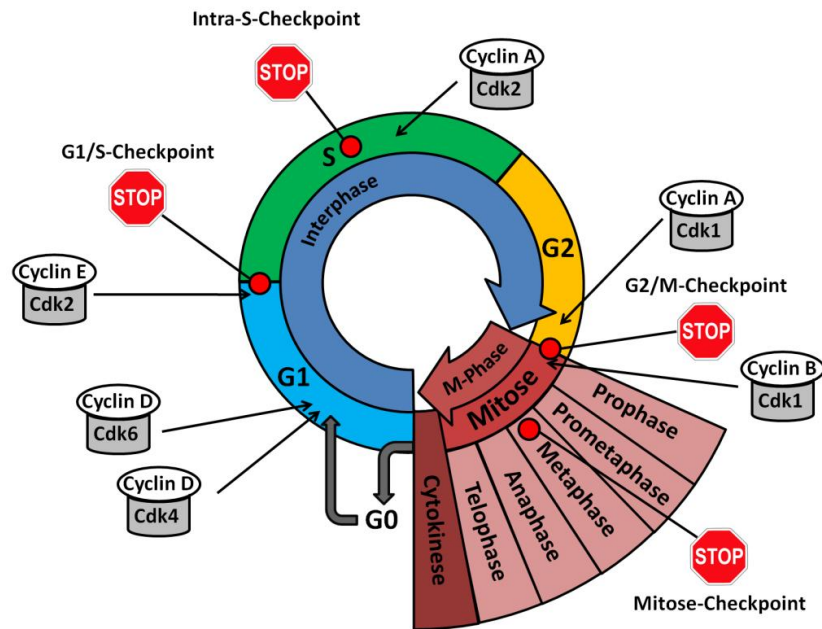 Intra-S-Checkpoint
STOP
Cyclin A
Cdk2
G1/S-Checkpoint
STOP
S
Interphase
Cyclin A
Cdk1
G2
Cyclin E
Cdk2
G2/M-Checkpoint
STOP
G1
M-Phase
Mitose
Cyclin B
Cdk1
Cyclin D
Cdk6
Cyclin D
Cdk4
G0
Prophase
Prometaphase
Metaphase
Anaphase
Telophase
Cytokinese
STOP
Mitose-Checkpoint